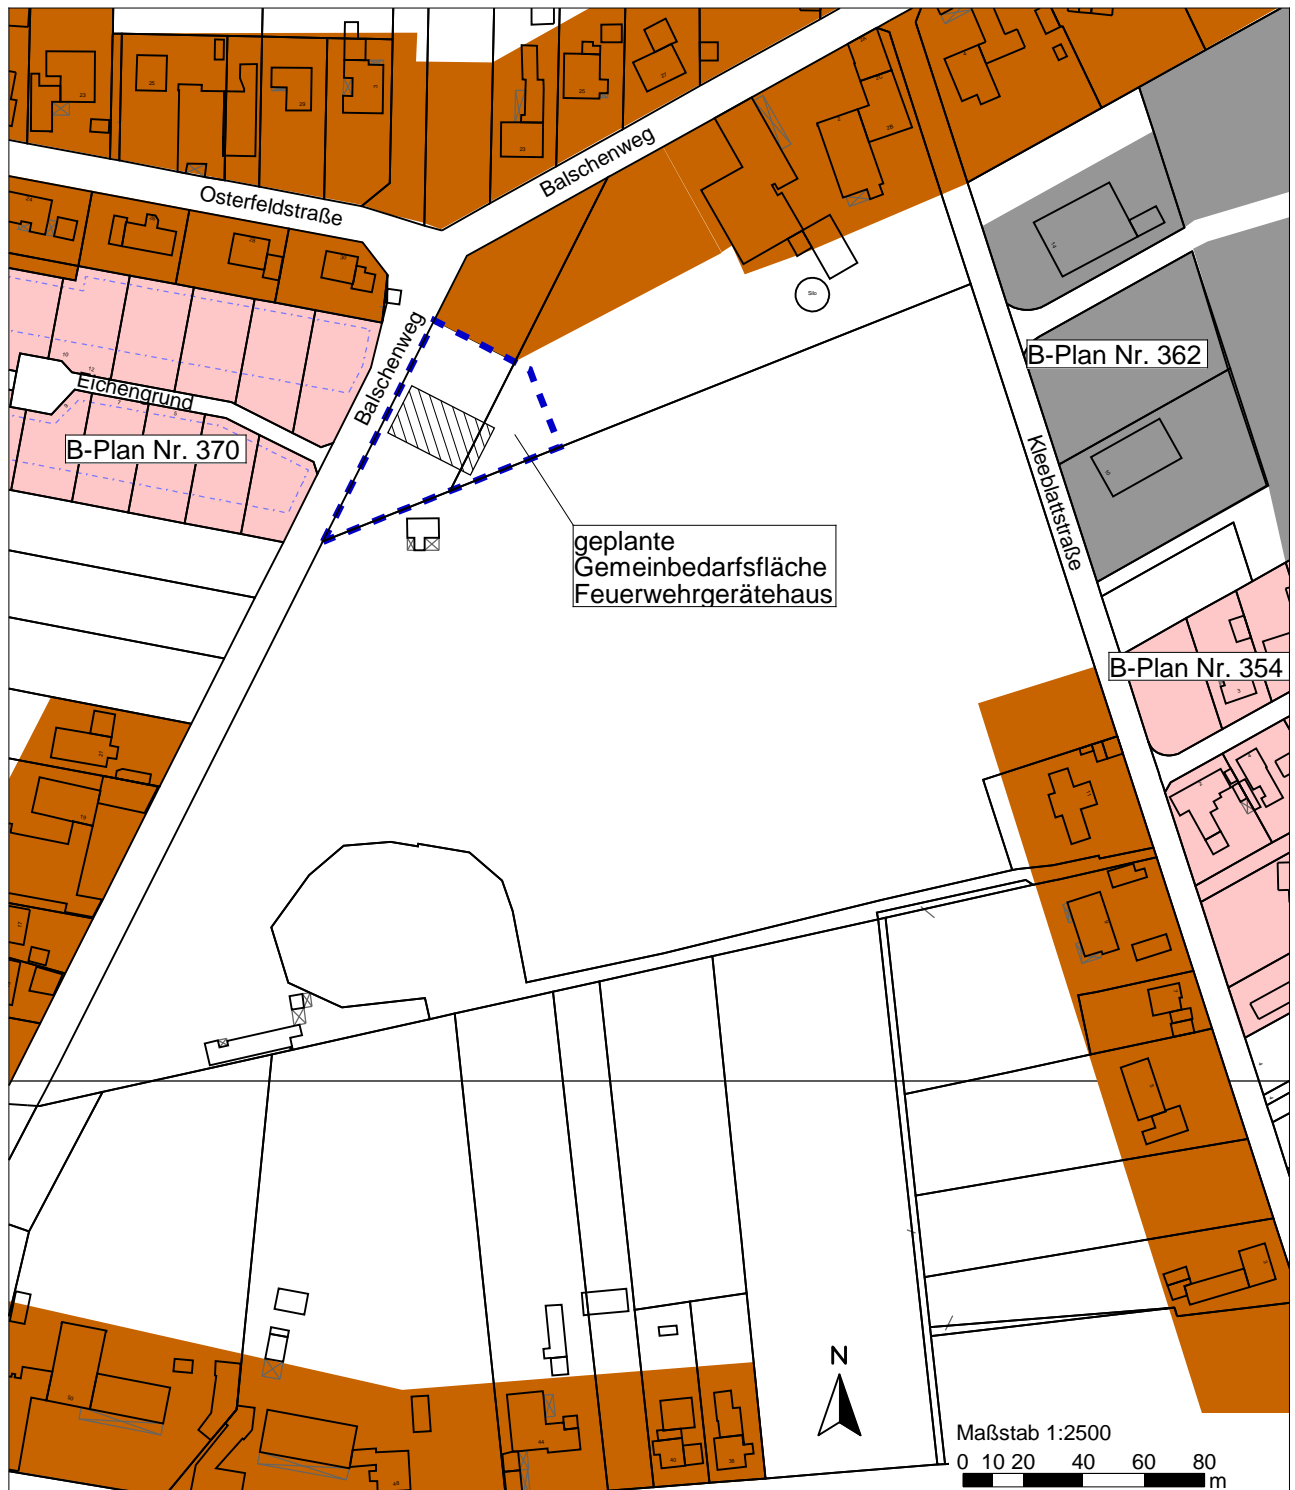 Osterfeldstraße
Balschenweg
Silo
Balschenweg
Eichengrund
B-Plan Nr. 370
B-Plan Nr. 362
Kleeblattstraße
geplante
Gemeinbedarfsfläche
Feuerwehrgerätehaus
B-Plan Nr. 354
N
Maßstab 1:2500
0 10 20 40 60 80
m